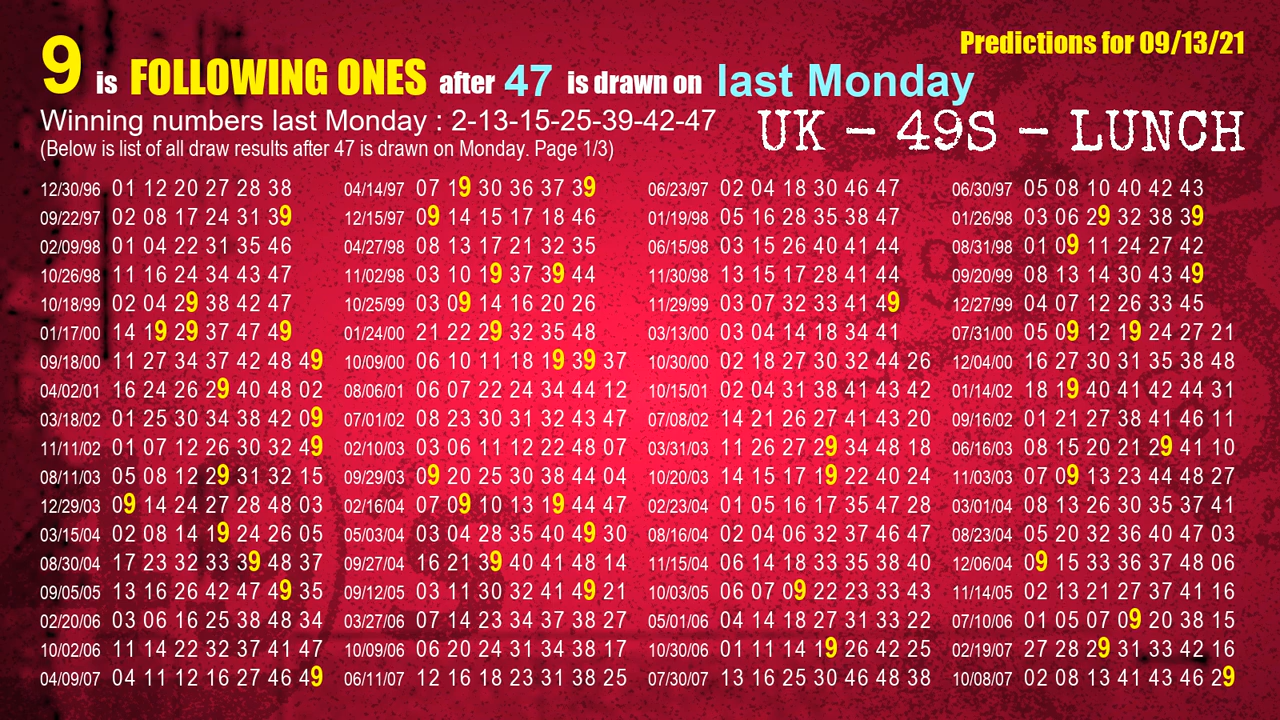 Predictions for 09/13/21
9 is FOLLOWING ONES after 47 is drawn on last Monday
Winning numbers last Monday : 2-13-15-25-39-42-47
UK - 49S - LUNCH
(Below is list of all draw results after 47 is drawn on Monday. Page 1/3)
12/30/96 01 12 20 27 28 38 04/14/97 07 19 30 36 37 39 06/23/97 02 04 18 30 46 47 06/30/97 05 08 10 40 42 43
09/22/97 02 08 17 24 31 39 12/15/97 09 14 15 17 18 46 01/19/98 05 16 28 35 38 47 01/26/98 03 06 29 32 38 39
02/09/98 01 04 22 31 35 46 04/27/98 08 13 17 21 32 35 06/15/98 03 15 26 40 41 44 08/31/98 01 09 11 24 27 42
10/26/98 11 16 24 34 43 47 11/02/98 03 10 19 37 39 44 11/30/98 13 15 17 28 41 44 09/20/99 08 13 14 30 43 49
10/18/99 02 04 29 38 42 47 10/25/99 03 09 14 16 20 26 11/29/99 03 07 32 33 41 49 12/27/99 04 07 12 26 33 45
01/17/00 14 19 29 37 47 49 01/24/00 21 22 29 32 35 48 03/13/00 03 04 14 18 34 41 07/31/00 05 09 12 19 24 27 21
09/18/00 11 27 34 37 42 48 49 10/09/00 06 10 11 18 19 39 37 10/30/00 02 18 27 30 32 44 26 12/04/00 16 27 30 31 35 38 48
04/02/01 16 24 26 29 40 48 02 08/06/01 06 07 22 24 34 44 12 10/15/01 02 04 31 38 41 43 42 01/14/02 18 19 40 41 42 44 31
03/18/02 01 25 30 34 38 42 09 07/01/02 08 23 30 31 32 43 47 07/08/02 14 21 26 27 41 43 20 09/16/02 01 21 27 38 41 46 11
11/11/02 01 07 12 26 30 32 49 02/10/03 03 06 11 12 22 48 07 03/31/03 11 26 27 29 34 48 18 06/16/03 08 15 20 21 29 41 10
08/11/03 05 08 12 29 31 32 15 09/29/03 09 20 25 30 38 44 04 10/20/03 14 15 17 19 22 40 24 11/03/03 07 09 13 23 44 48 27
12/29/03 09 14 24 27 28 48 03 02/16/04 07 09 10 13 19 44 47 02/23/04 01 05 16 17 35 47 28 03/01/04 08 13 26 30 35 37 41
03/15/04 02 08 14 19 24 26 05 05/03/04 03 04 28 35 40 49 30 08/16/04 02 04 06 32 37 46 47 08/23/04 05 20 32 36 40 47 03
08/30/04 17 23 32 33 39 48 37 09/27/04 16 21 39 40 41 48 14 11/15/04 06 14 18 33 35 38 40 12/06/04 09 15 33 36 37 48 06
09/05/05 13 16 26 42 47 49 35 09/12/05 03 11 30 32 41 49 21 10/03/05 06 07 09 22 23 33 43 11/14/05 02 13 21 27 37 41 16
02/20/06 03 06 16 25 38 48 34 03/27/06 07 14 23 34 37 38 27 05/01/06 04 14 18 27 31 33 22 07/10/06 01 05 07 09 20 38 15
10/02/06 11 14 22 32 37 41 47 10/09/06 06 20 24 31 34 38 17 10/30/06 01 11 14 19 26 42 25 02/19/07 27 28 29 31 33 42 16
04/09/07 04 11 12 16 27 46 49 06/11/07 12 16 18 23 31 38 25 07/30/07 13 16 25 30 46 48 38 10/08/07 02 08 13 41 43 46 29